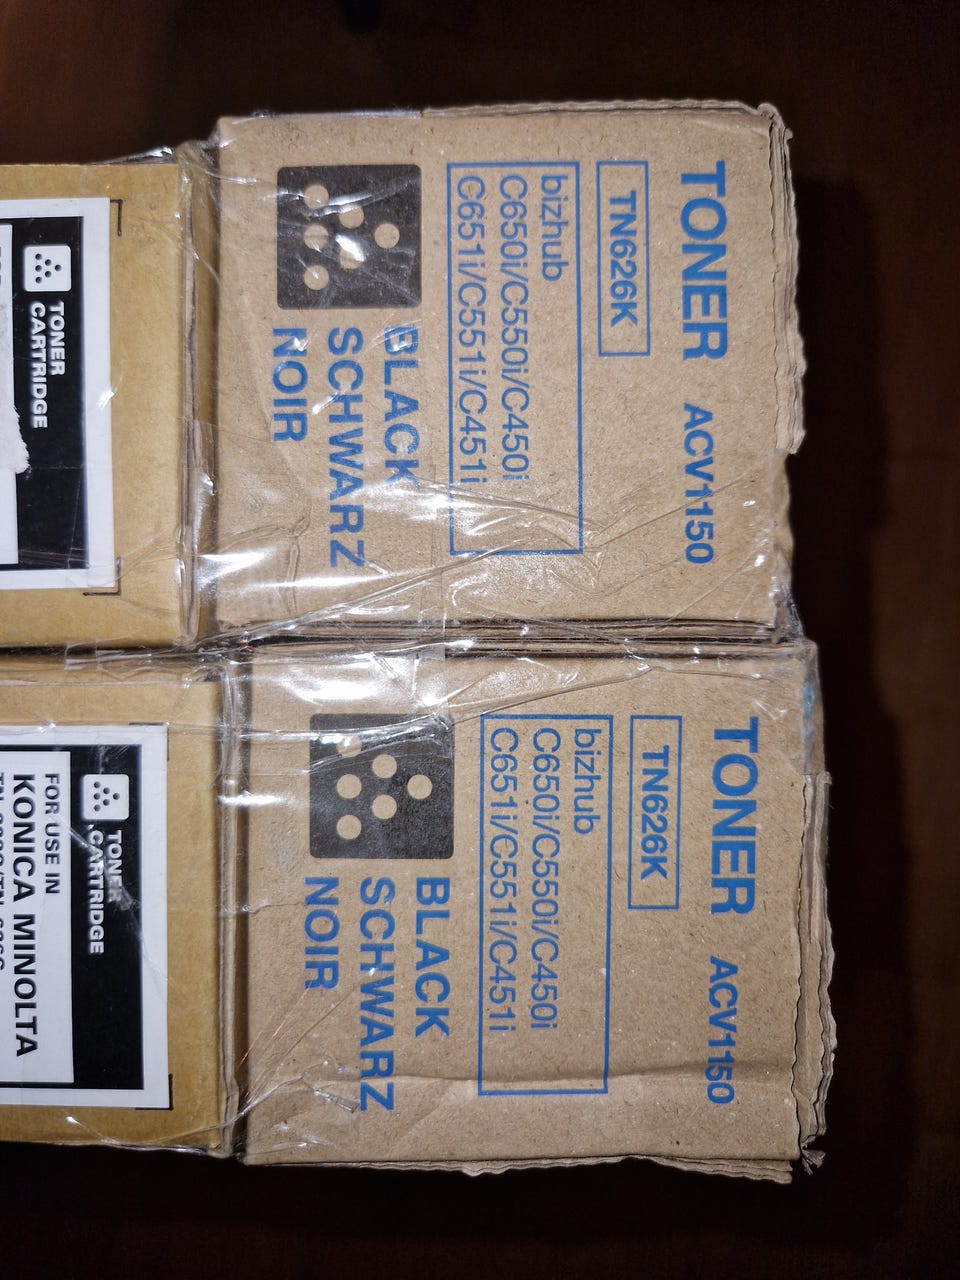 TONER ACV1150
TN626K
bizhub
C650i/C550i/C450i
C651i/C551i/C451i
BLACK
SCHWARZ
NOIR
TONER
CARTRIDGE
TONER ACV1150
TN626K
bizhub
C650i/C550i/C450i
C651i/C551i/C451i
BLACK
SCHWARZ
NOIR
TONER
CARTRIDGE
FOR USE IN
KONICA MINOLTA